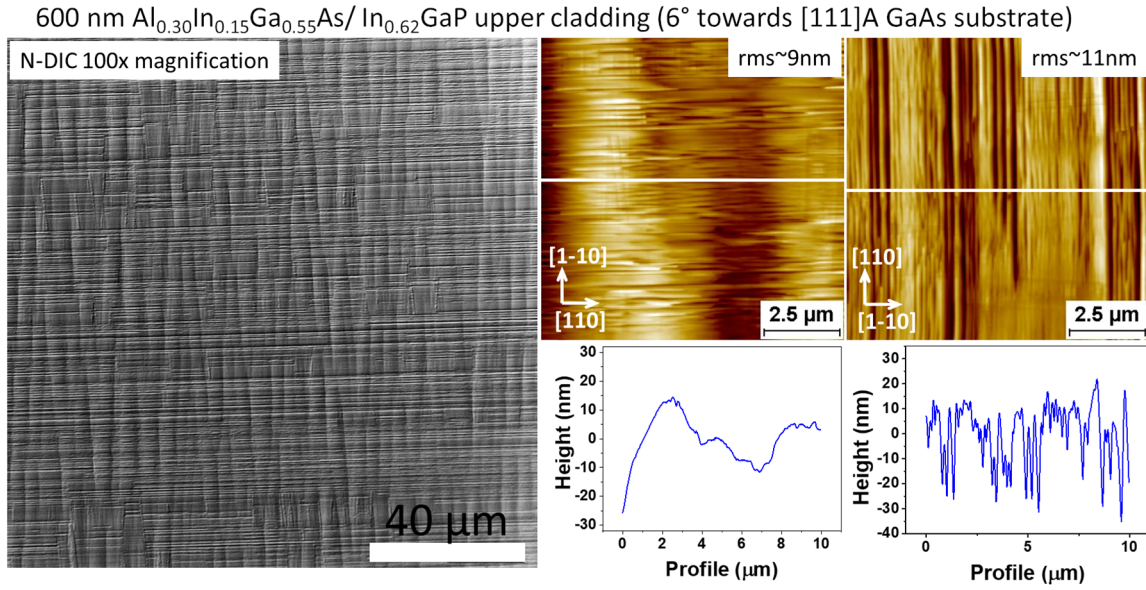 600 nm Al0.30In0.15Ga0.55As/ In0.62GaP upper cladding (6° towards [111]A GaAs substrate)
N-DIC 100x magnification
40 µm
rms~9nm
[1-10]
[110]
2.5 µm
rms~11nm
[110]
[1-10]
2.5 µm
Height (nm)
30
20
10
0
-10
-20
-30
0 2 4 6 8 10
Profile (µm)
Height (nm)
30
20
10
0
-10
-20
-30
-40
0 5 10
Profile (µm)